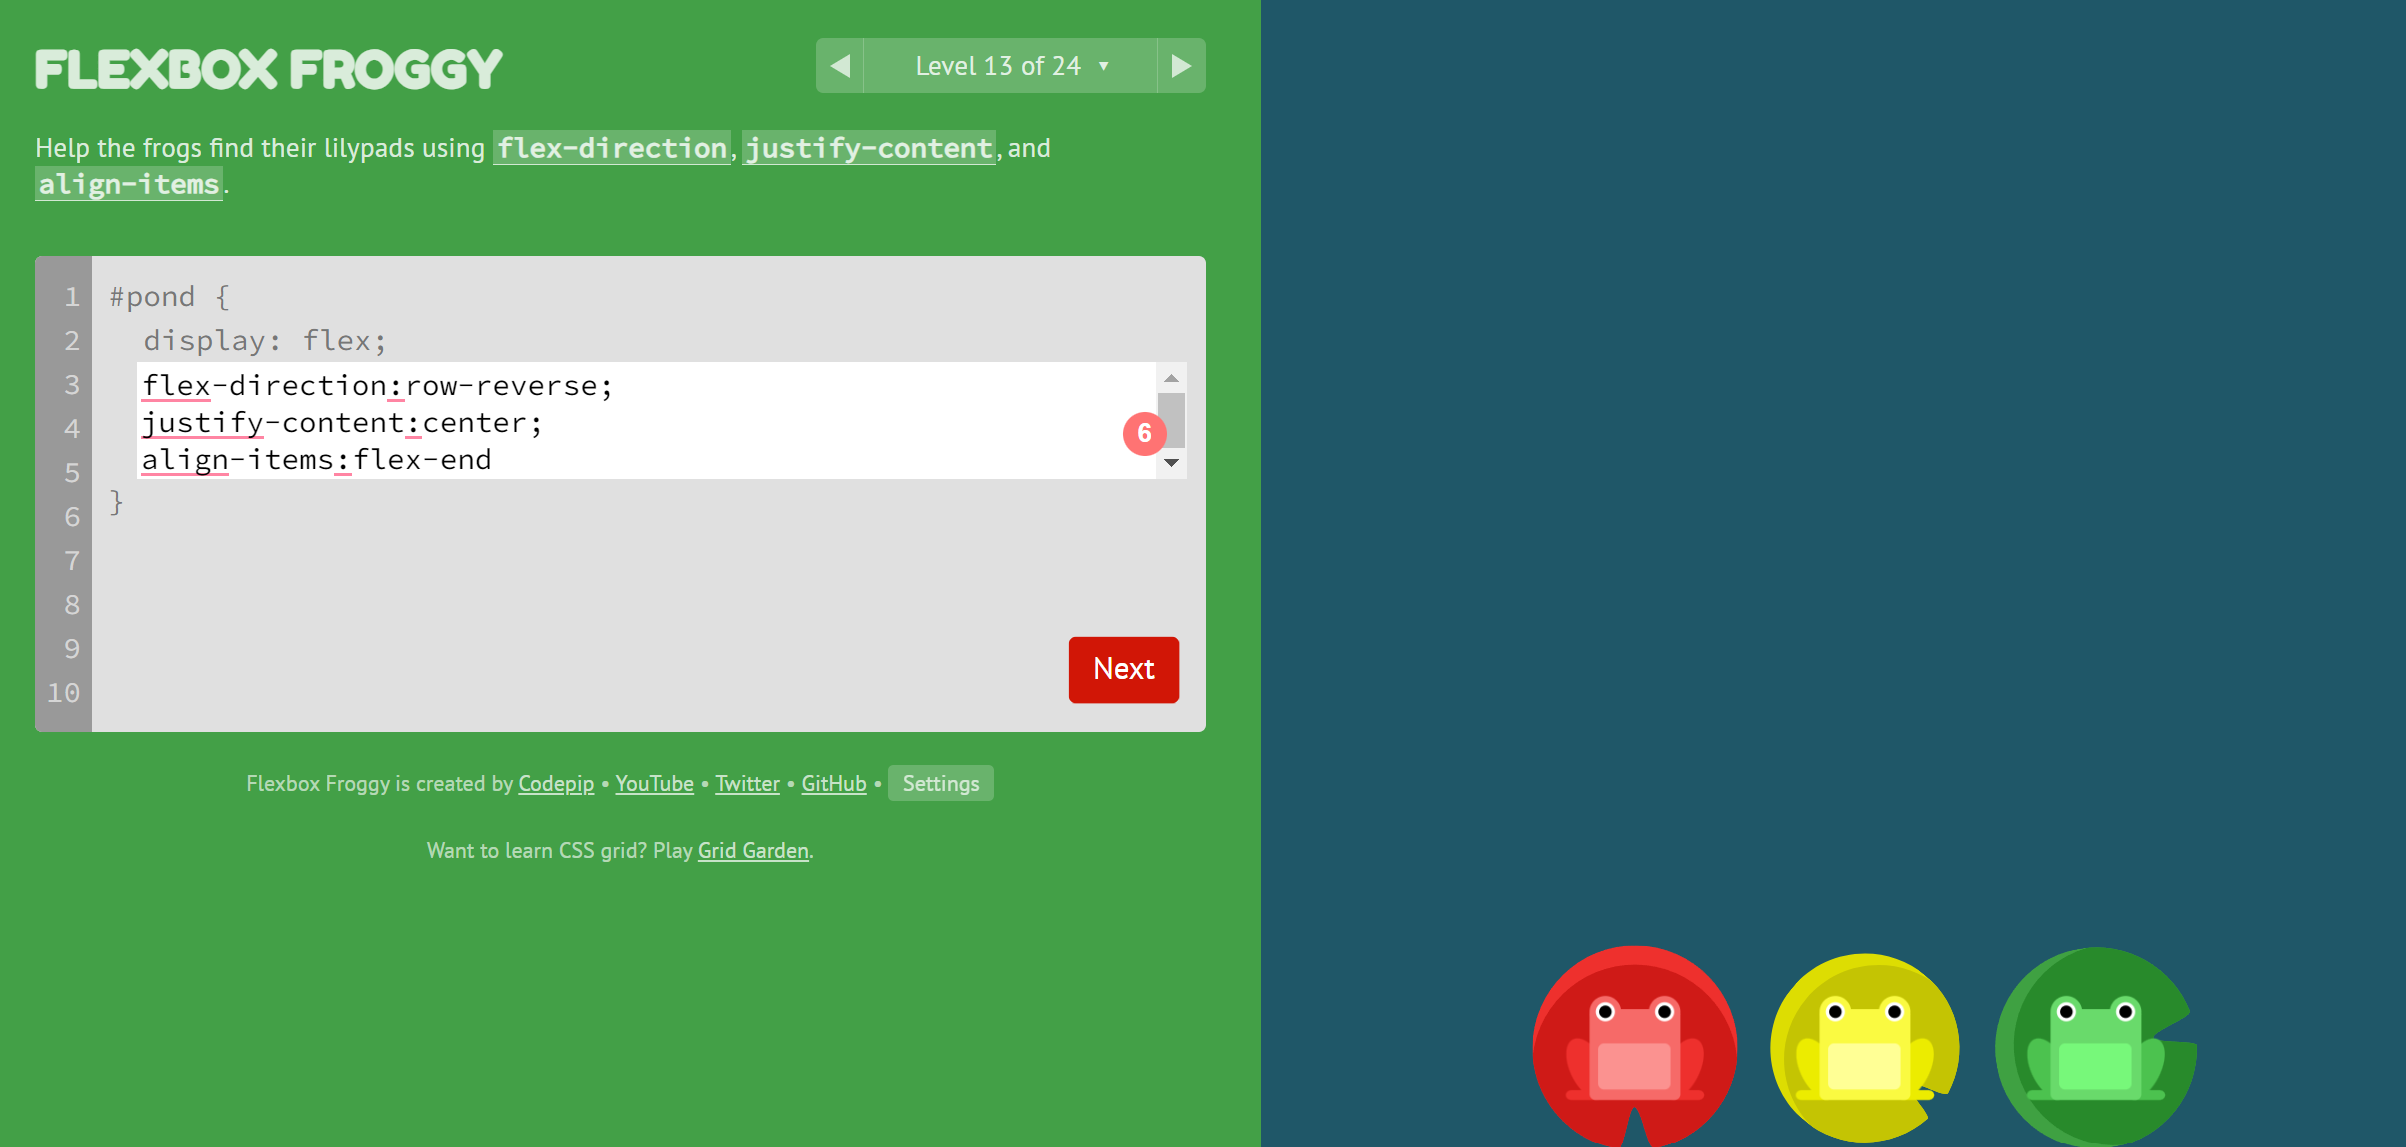 FLEXBOX FROGGY
Level 13 of 24 ▼
Help the frogs find their lilypads using flex-direction, justify-content, and
align-items.
1 #pond {
2 display: flex;
3 flex-direction:row-reverse;
4 justify-content:center;
6
5 align-items:flex-end
6 }
7
8
9
10
Next
Flexbox Froggy is created by Codepip • YouTube • Twitter • GitHub • Settings
Want to learn CSS grid? Play Grid Garden.